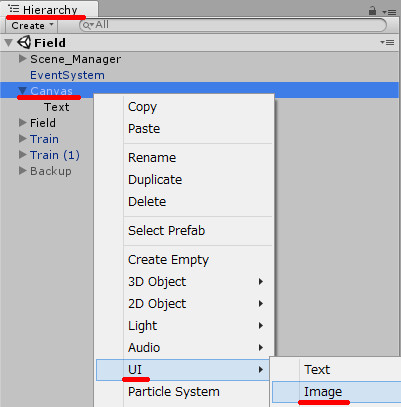 Hierarchy
Create
All
Field
Scene_Manager
EventSystem
Canvas
Text
Field
Train
Train (1)
Backup
Copy
Paste
Rename
Duplicate
Delete
Select Prefab
Create Empty
3D Object
2D Object
Light
Audio
UI
Particle System
Text
Image